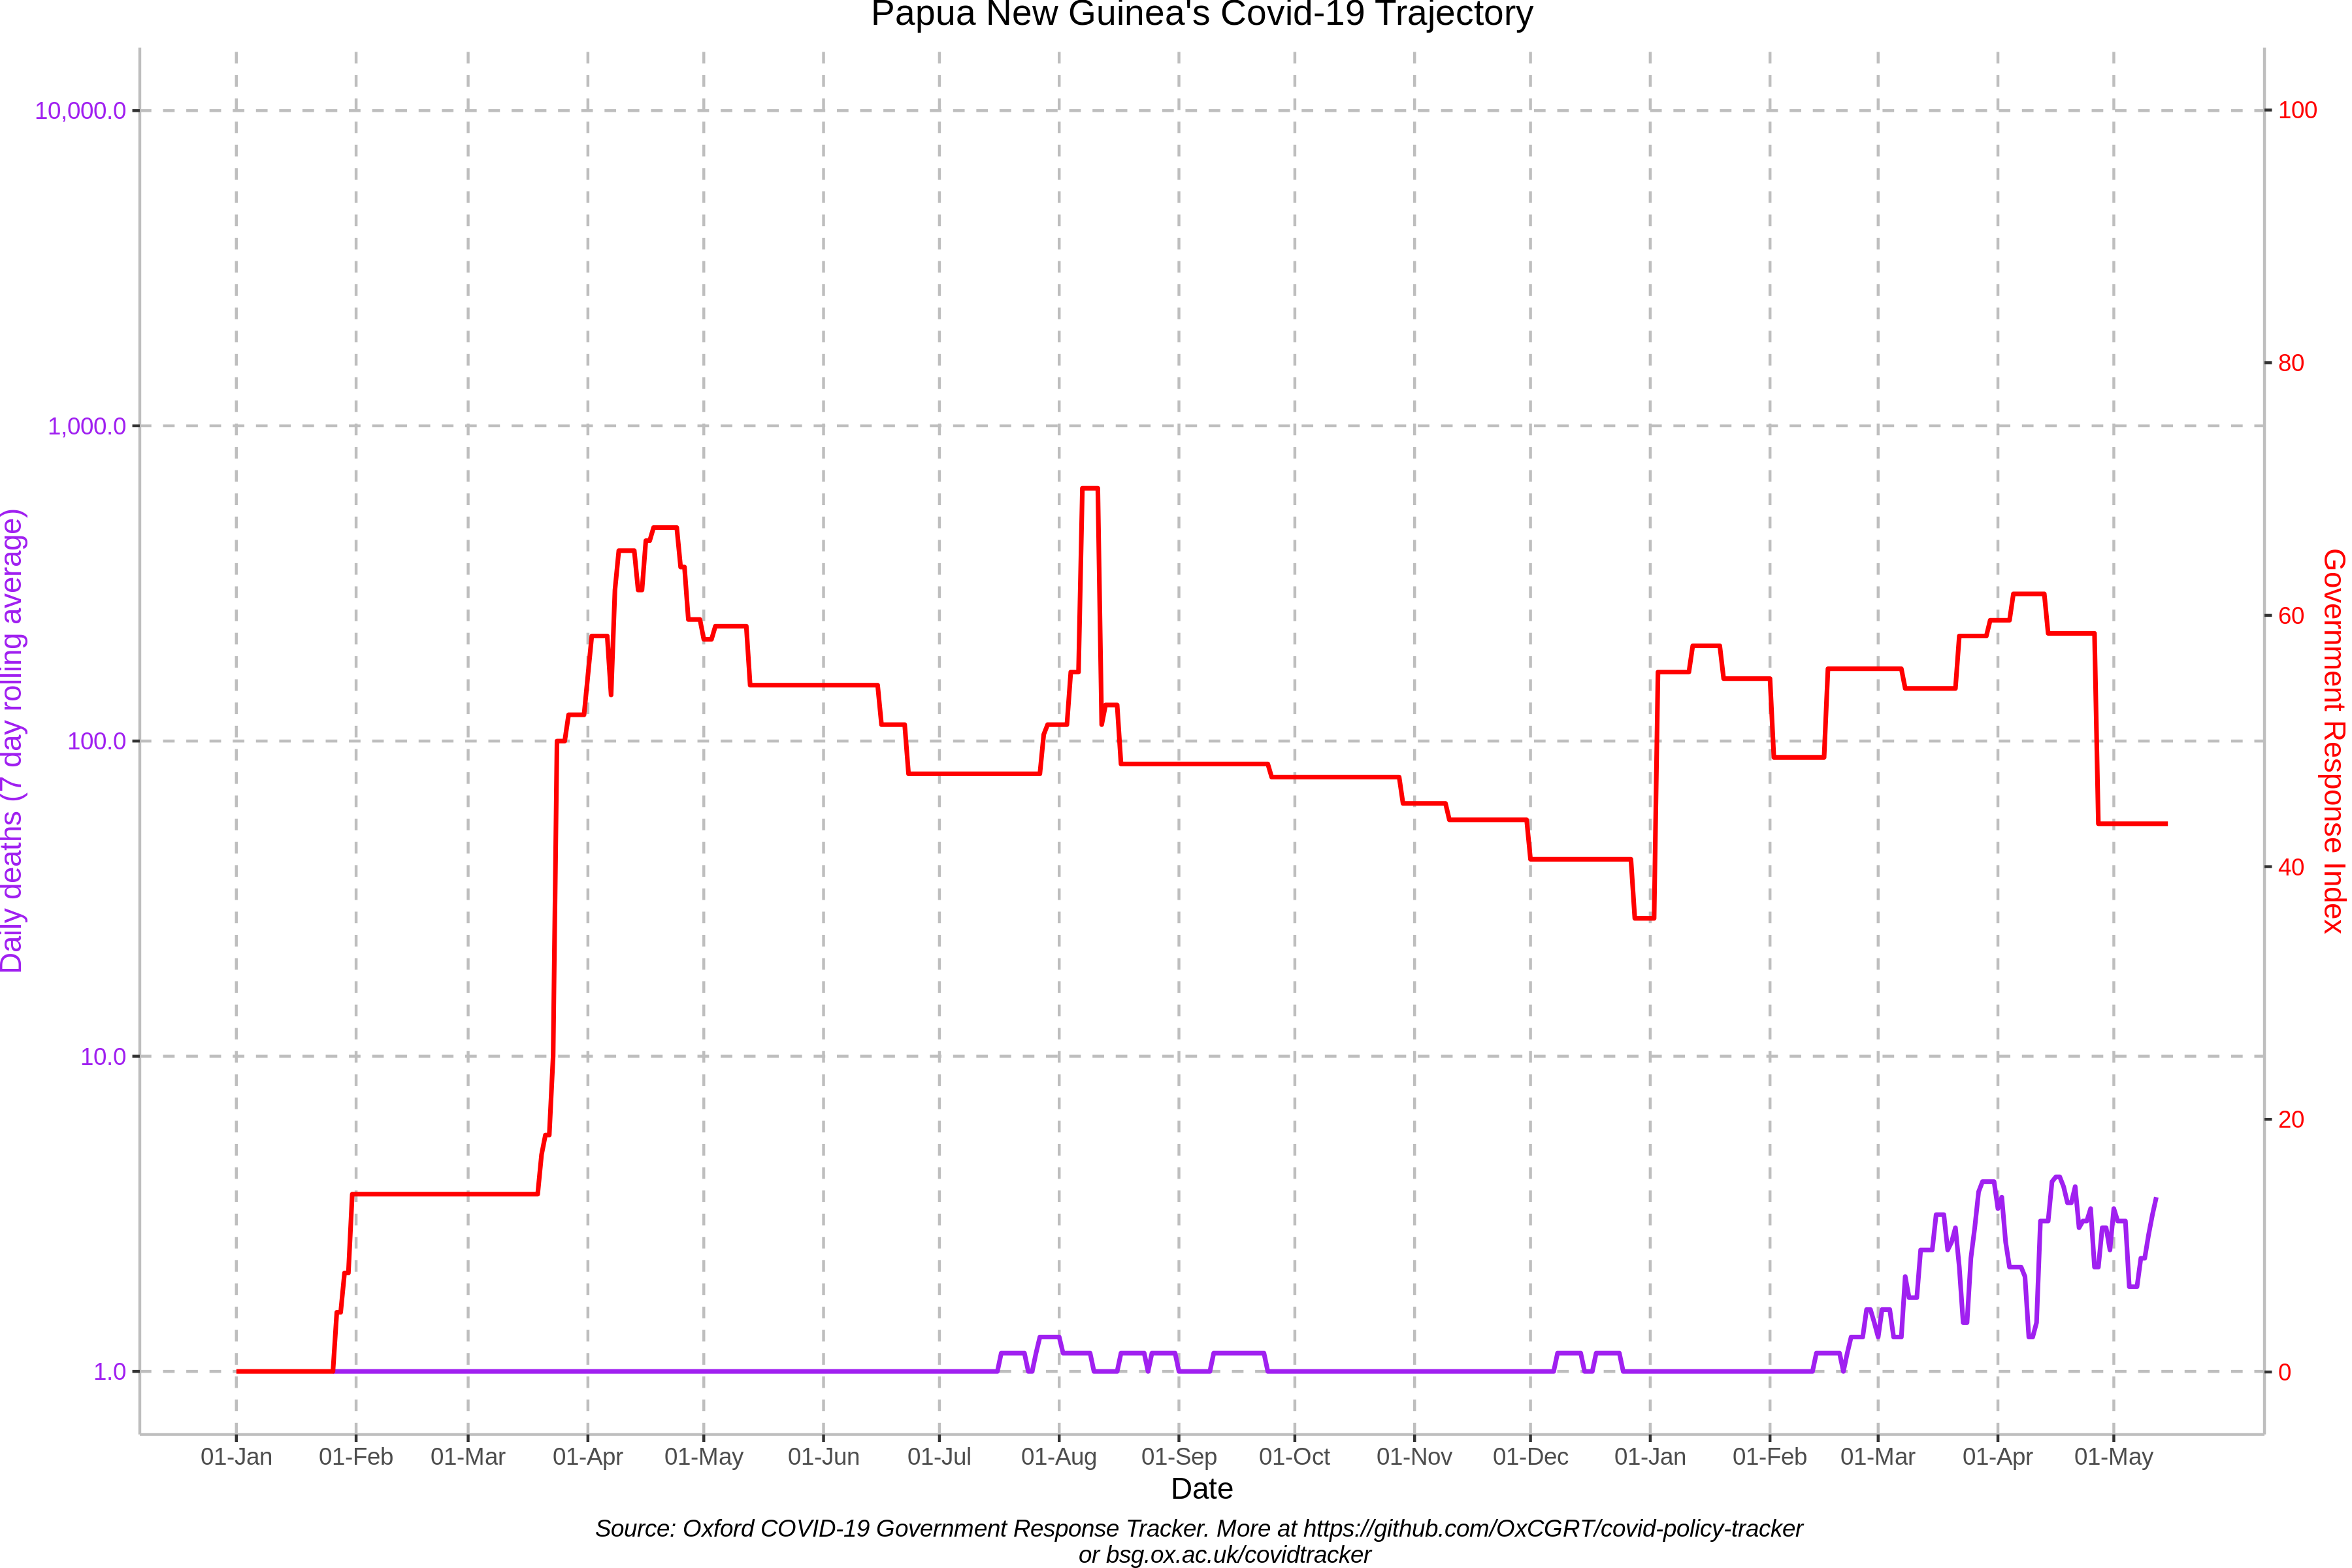 Papua New Guinea's Covid-19 Trajectory
10,000.0
1,000.0
100.0
10.0
1.0
Daily deaths (7 day rolling average)
100
80
60
40
20
0
Government Response Index
01-Jan 01-Feb 01-Mar 01-Apr 01-May 01-Jun 01-Jul 01-Aug 01-Sep 01-Oct 01-Nov 01-Dec 01-Jan 01-Feb 01-Mar 01-Apr 01-May
Date
Source: Oxford COVID-19 Government Response Tracker. More at https://github.com/OxCGRT/covid-policy-tracker
or bsg.ox.ac.uk/covidtracker